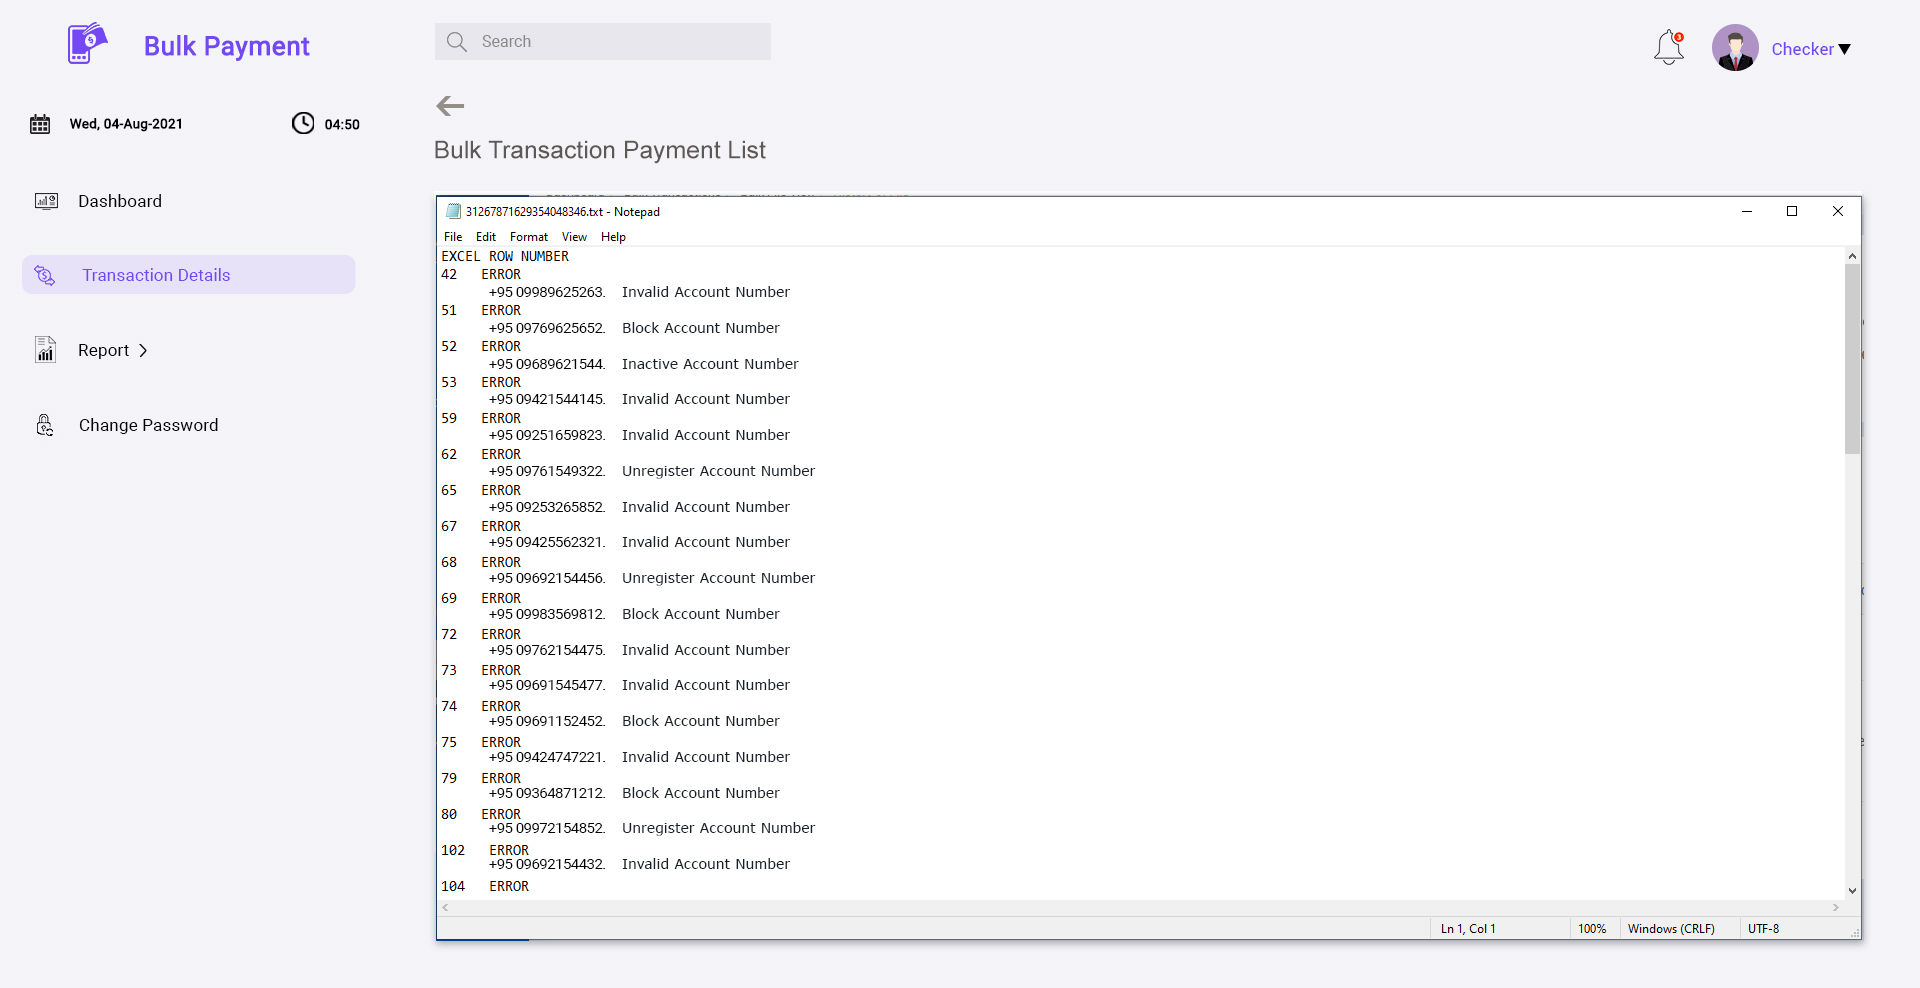 Bulk Payment
Search
3
Checker
Wed, 04-Aug-2021
04:50
Bulk Transaction Payment List
Dashboard
Transaction Details
Report
Change Password
31267871629354048346.txt - Notepad
File Edit Format View Help
EXCEL ROW NUMBER
42 ERROR
+95 09989625263. Invalid Account Number
51 ERROR
+95 09769625652. Block Account Number
52 ERROR
+95 09689621544. Inactive Account Number
53 ERROR
+95 09421544145. Invalid Account Number
59 ERROR
+95 09251659823. Invalid Account Number
62 ERROR
+95 09761549322. Unregister Account Number
65 ERROR
+95 09253265852. Invalid Account Number
67 ERROR
+95 09425562321. Invalid Account Number
68 ERROR
+95 09692154456. Unregister Account Number
69 ERROR
+95 09983569812. Block Account Number
72 ERROR
+95 09762154475. Invalid Account Number
73 ERROR
+95 09691545477. Invalid Account Number
74 ERROR
+95 09691152452. Block Account Number
75 ERROR
+95 09424747221. Invalid Account Number
79 ERROR
+95 09364871212. Block Account Number
80 ERROR
+95 09972154852. Unregister Account Number
102 ERROR
+95 09692154432. Invalid Account Number
104 ERROR
Ln 1, Col 1 100% Windows (CRLF) UTF-8